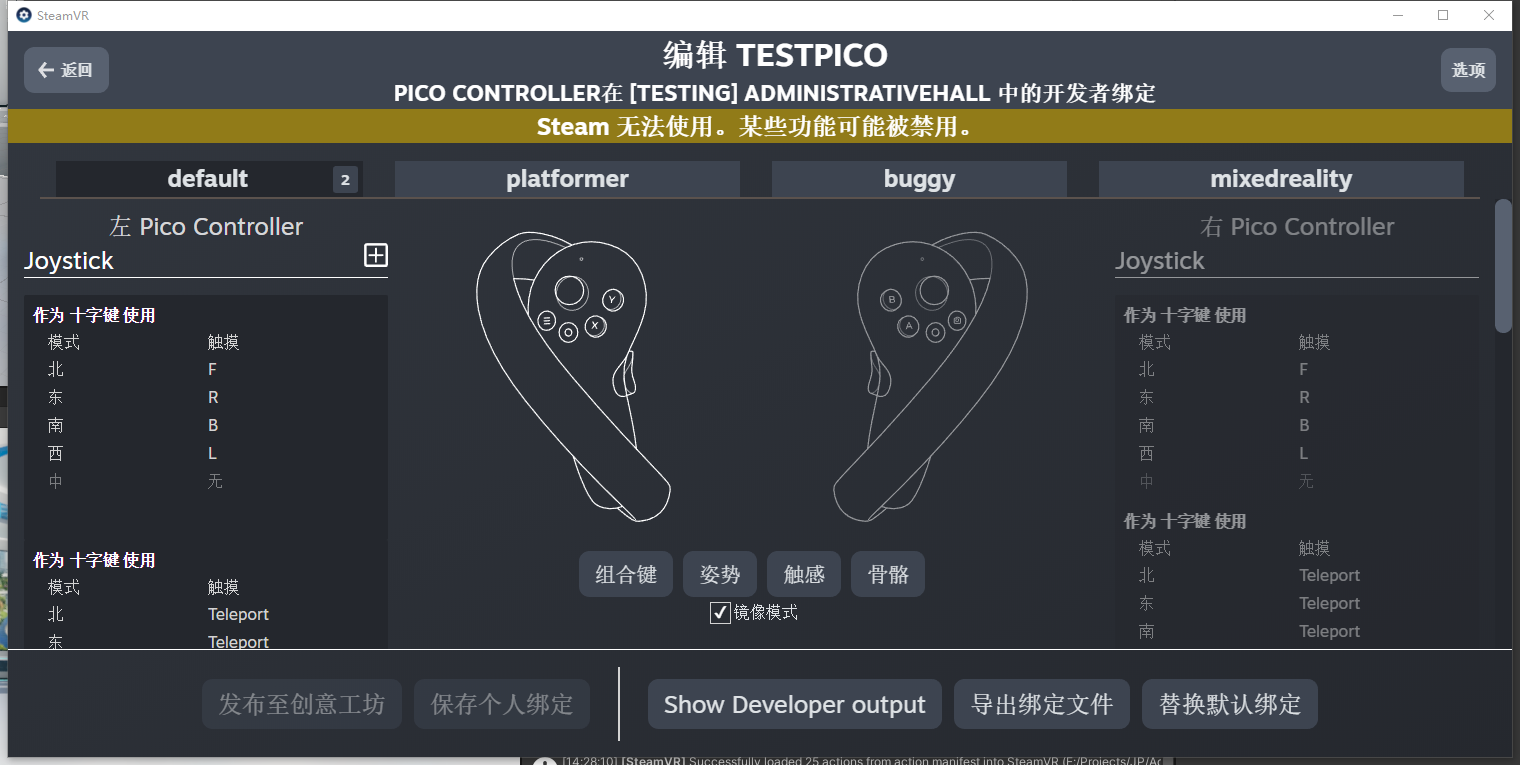 SteamVR
返回
编辑 TESTPICO
选项
PICO CONTROLLER在 [TESTING] ADMINISTRATIVEHALL 中的开发者绑定
Steam 无法使用。某些功能可能被禁用。
default 2 platformer buggy mixedreality
左 Pico Controller
Joystick
作为 十字键 使用
模式 触摸
北 F
东 R
南 B
西 L
中 无
作为 十字键 使用
模式 触摸
北 Teleport
东 Teleport
Y
X
B
A
组合键 姿势 触感 骨骼
镜像模式
右 Pico Controller
Joystick
作为 十字键 使用
模式 触摸
北 F
东 R
南 B
西 L
中 无
作为 十字键 使用
模式 触摸
北 Teleport
东 Teleport
南 Teleport
发布至创意工坊 保存个人绑定 Show Developer output 导出绑定文件 替换默认绑定
[14:28:10] [SteamVR] Successfully loaded 25 actions from action manifest into SteamVR (E:/Projects/JP/Ac